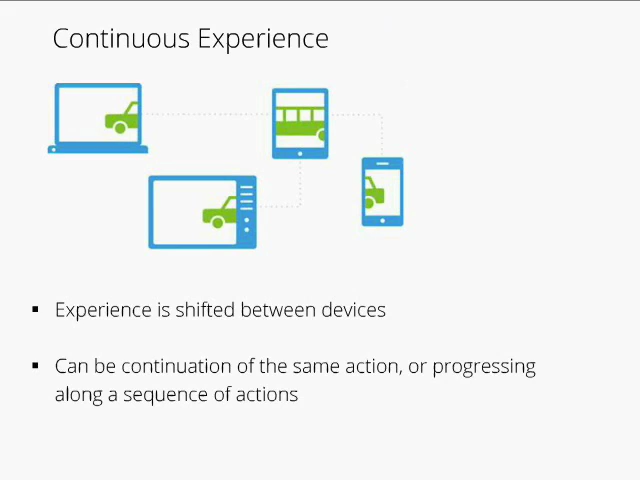 Continuous Experience
▪ Experience is shifted between devices
▪ Can be continuation of the same action, or progressing
along a sequence of actions